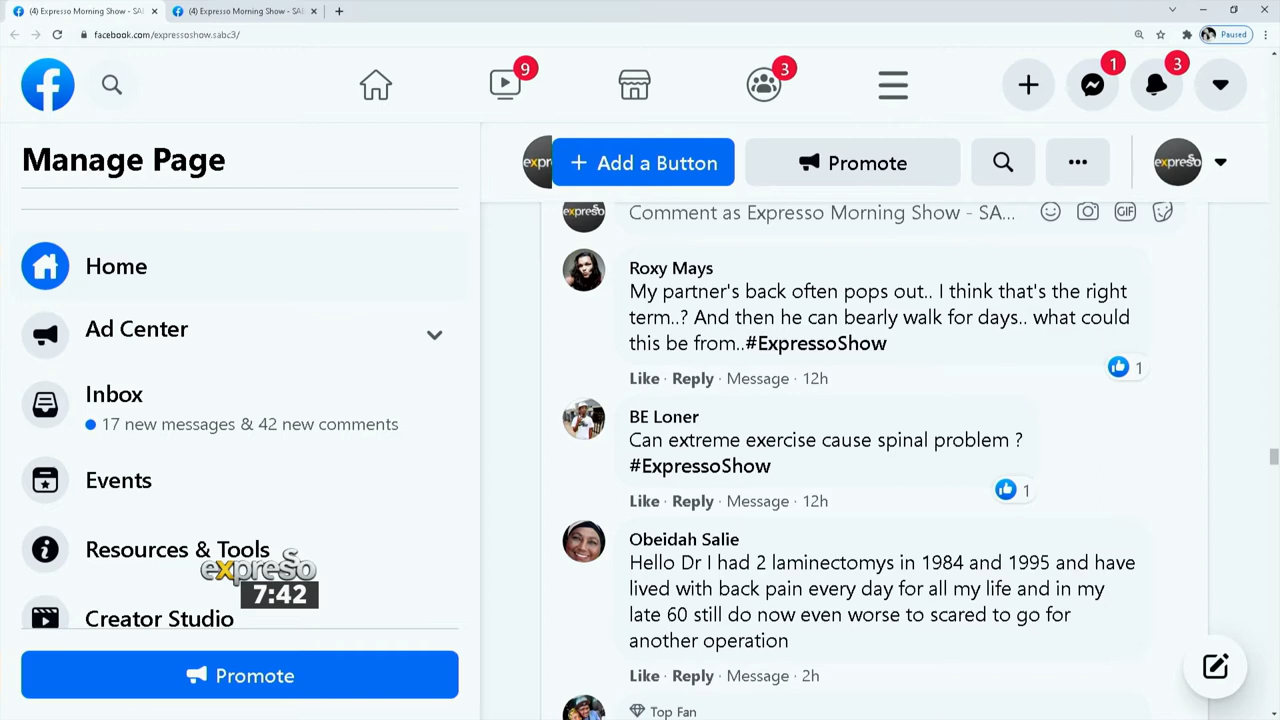 (4) Expresso Morning Show - SAB
(4) Expresso Morning Show - SAB
facebook.com/expressoshow.sabc3/
Paused
9
3
1
3
Manage Page
Home
Ad Center
Inbox
17 new messages & 42 new comments
Events
Resources & Tools
Creator Studio
Promote
expreso
7:42
expr
+ Add a Button
Promote
expresso
expresso
Comment as Expresso Morning Show - SA...
GIF
Roxy Mays
My partner's back often pops out.. I think that's the right
term..? And then he can bearly walk for days.. what could
this be from..#ExpressoShow
1
Like · Reply · Message · 12h
BE Loner
Can extreme exercise cause spinal problem ?
#ExpressoShow
1
Like · Reply · Message · 12h
Obeidah Salie
Hello Dr I had 2 laminectomys in 1984 and 1995 and have
lived with back pain every day for all my life and in my
late 60 still do now even worse to scared to go for
another operation
Like · Reply · Message · 2h
Top Fan